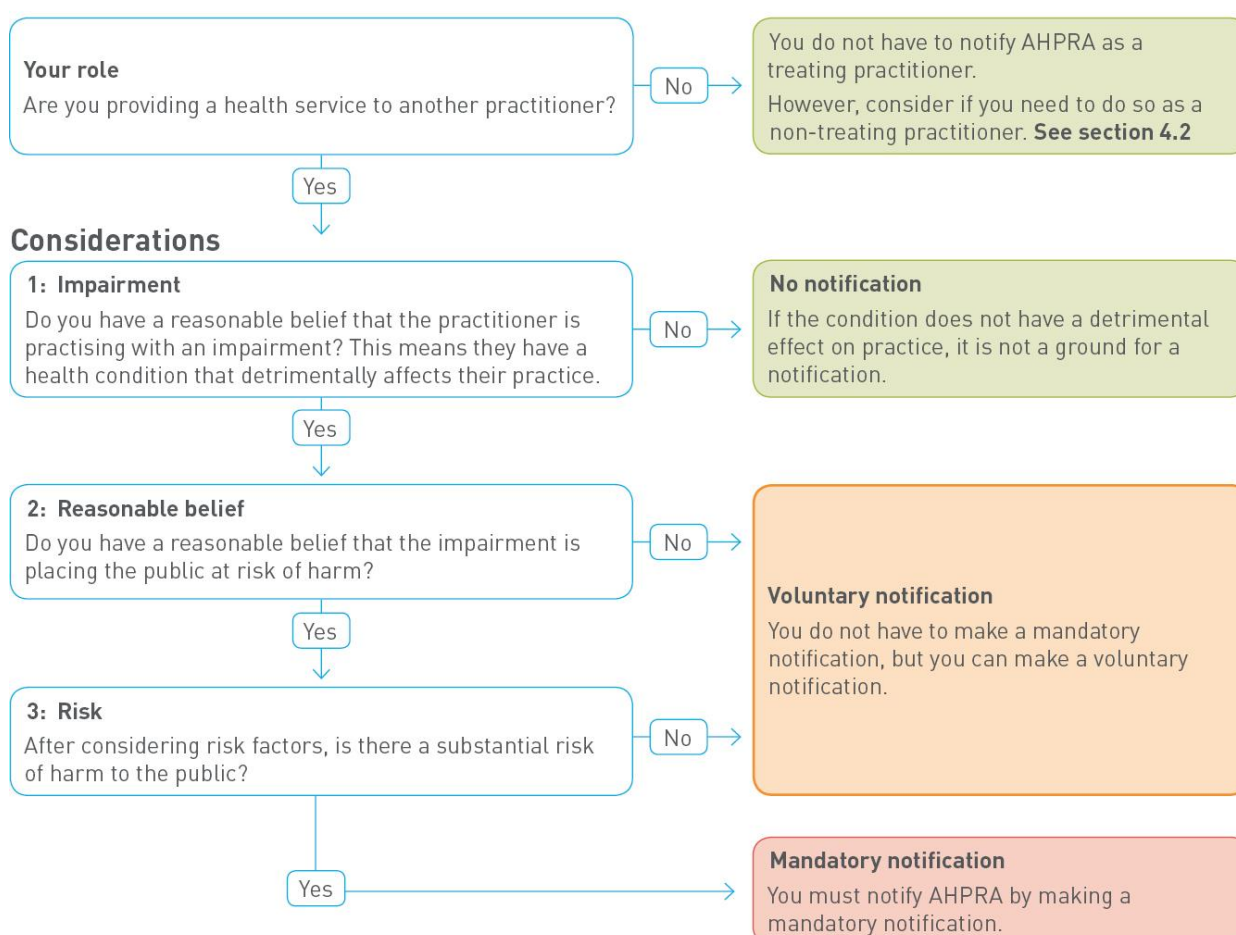 Your role
Are you providing a health service to another practitioner?
No
You do not have to notify AHPRA as a
treating practitioner.
However, consider if you need to do so as a
non-treating practitioner. See section 4.2
Yes
Considerations
1: Impairment
Do you have a reasonable belief that the practitioner is
practising with an impairment? This means they have a
health condition that detrimentally affects their practice.
No
No notification
If the condition does not have a detrimental
effect on practice, it is not a ground for a
notification.
Yes
2: Reasonable belief
Do you have a reasonable belief that the impairment is
placing the public at risk of harm?
No
Yes
3: Risk
After considering risk factors, is there a substantial risk
of harm to the public?
No
Voluntary notification
You do not have to make a mandatory
notification, but you can make a voluntary
notification.
Yes
Mandatory notification
You must notify AHPRA by making a
mandatory notification.